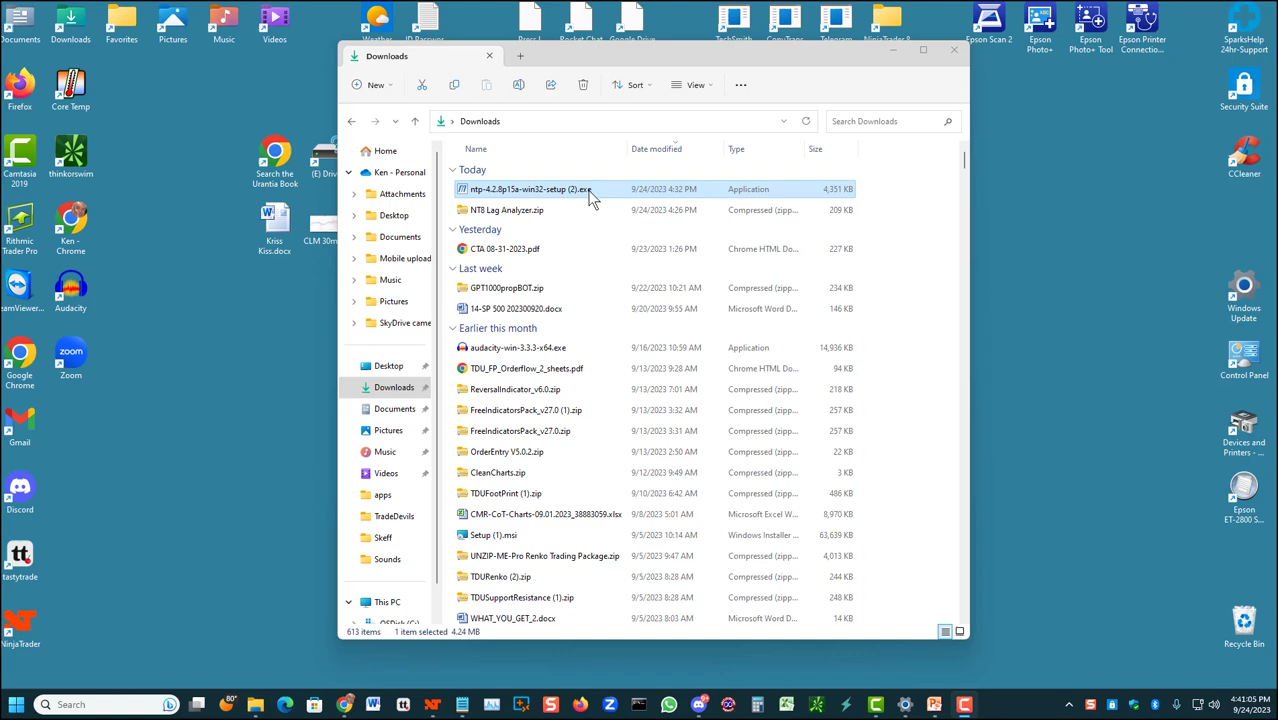 Documents
Downloads
Favorites
Pictures
Music
Videos
Weather
Rocket Chat
Google Drive
TechSmith
CopyTrans
Telegram
NinjaTrader 8
Epson Scan 2
Epson Photo+
Epson Photo+ Tool
Epson Printer Connectio...
SparksHelp 24hr-Support
Firefox
Core Temp
Security Suite
Camtasia 2019
thinkorswim
Search the Urantia Book
(E) Driv
CCleaner
Rithmic Trader Pro
Ken - Chrome
Kriss Kiss.docx
CLM 30m
eamViewer...
Audacity
Windows Update
Google Chrome
Zoom
Control Panel
Gmail
Devices and Printers - ...
Discord
Epson ET-2800 S...
tastytrade
NinjaTrader
Recycle Bin
Downloads
New
Sort
View
Downloads
Search Downloads
Name
Date modified
Type
Size
Home
Ken - Personal
Attachments
Desktop
Documents
Mobile upload
Music
Pictures
SkyDrive came
Desktop
Downloads
Documents
Pictures
Music
Videos
apps
TradeDevils
Skeff
Sounds
This PC
Today
ntp-4.2.8p15a-win32-setup (2).exe 9/24/2023 4:32 PM Application 4,351 KB
NT8 Lag Analyzer.zip 9/24/2023 4:26 PM Compressed (zipp... 209 KB
Yesterday
CTA 08-31-2023.pdf 9/23/2023 1:26 PM Chrome HTML Do... 227 KB
Last week
GPT1000propBOT.zip 9/22/2023 10:21 AM Compressed (zipp... 234 KB
14-SP 500 202300920.docx 9/20/2023 9:55 AM Microsoft Word D... 146 KB
Earlier this month
audacity-win-3.3.3-x64.exe 9/16/2023 10:59 AM Application 14,936 KB
TDU_FP_Orderflow_2_sheets.pdf 9/13/2023 9:28 AM Chrome HTML Do... 94 KB
ReversalIndicator_v6.0.zip 9/13/2023 7:01 AM Compressed (zipp... 218 KB
FreeIndicatorsPack_v27.0 (1).zip 9/13/2023 3:32 AM Compressed (zipp... 257 KB
FreeIndicatorsPack_v27.0.zip 9/13/2023 3:31 AM Compressed (zipp... 257 KB
OrderEntry V5.0.2.zip 9/13/2023 2:50 AM Compressed (zipp... 22 KB
CleanCharts.zip 9/12/2023 9:49 AM Compressed (zipp... 3 KB
TDUFootPrint (1).zip 9/10/2023 6:42 AM Compressed (zipp... 486 KB
CMR-CoT-Charts-09.01.2023_38883059.xlsx 9/8/2023 5:01 AM Microsoft Excel W... 8,970 KB
Setup (1).msi 9/5/2023 10:14 AM Windows Installer ... 63,639 KB
UNZIP-ME-Pro Renko Trading Package.zip 9/5/2023 9:47 AM Compressed (zipp... 4,013 KB
TDURenko (2).zip 9/5/2023 8:28 AM Compressed (zipp... 244 KB
TDUSupportResistance (1).zip 9/5/2023 8:28 AM Compressed (zipp... 248 KB
WHAT_YOU_GET_2.docx 9/5/2023 8:03 AM Microsoft Word D... 14 KB
613 items 1 item selected 4.24 MB
Search
80°
4:41:05 PM
9/24/2023